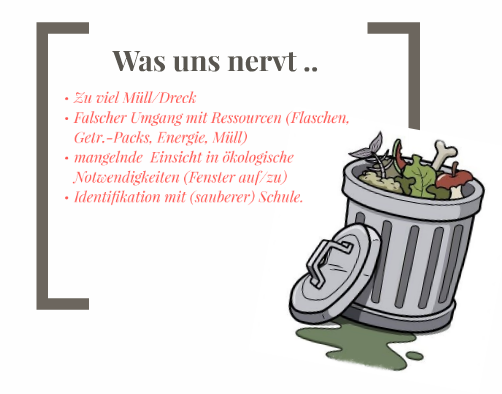 Was uns nervt ..
• Zu viel Müll/Dreck
• Falscher Umgang mit Ressourcen (Flaschen,
Getr.-Packs, Energie, Müll)
• mangelnde Einsicht in ökologische
Notwendigkeiten (Fenster auf/zu)
• Identifikation mit (sauberer) Schule.